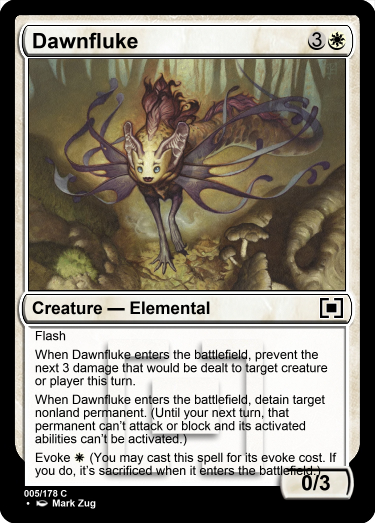 Dawnfluke
3
Creature — Elemental
Flash
When Dawnfluke enters the battlefield, prevent the
next 3 damage that would be dealt to target creature
or player this turn.
When Dawnfluke enters the battlefield, detain target
nonland permanent. (Until your next turn, that
permanent can't attack or block and its activated
abilities can't be activated.)
Evoke (You may cast this spell for its evoke cost. If
you do, it's sacrificed when it enters the battlefield.)
0/3
005/178 C
• Mark Zug